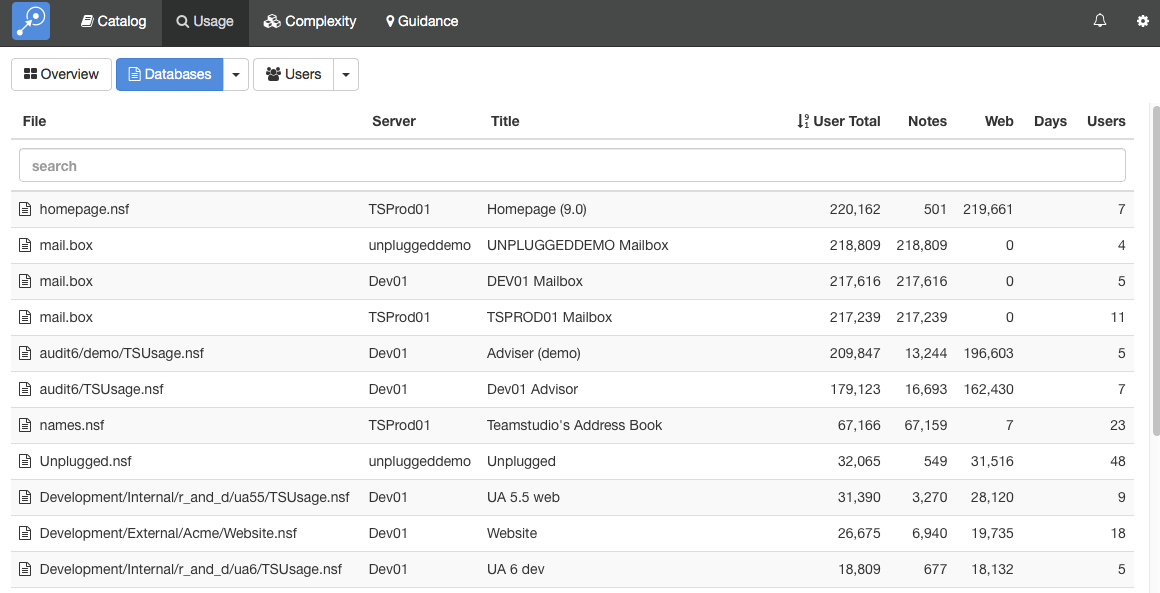 Catalog Usage Complexity Guidance
Overview Databases Users
File Server Title User Total Notes Web Days Users
search
homepage.nsf TSProd01 Homepage (9.0) 220,162 501 219,661 7
mail.box unpluggeddemo UNPLUGGEDDEMO Mailbox 218,809 218,809 0 4
mail.box Dev01 DEV01 Mailbox 217,616 217,616 0 5
mail.box TSProd01 TSPROD01 Mailbox 217,239 217,239 0 11
audit6/demo/TSUsage.nsf Dev01 Adviser (demo) 209,847 13,244 196,603 5
audit6/TSUsage.nsf Dev01 Dev01 Advisor 179,123 16,693 162,430 7
names.nsf TSProd01 Teamstudio's Address Book 67,166 67,159 7 23
Unplugged.nsf unpluggeddemo Unplugged 32,065 549 31,516 48
Development/Internal/r_and_d/ua55/TSUsage.nsf Dev01 UA 5.5 web 31,390 3,270 28,120 9
Development/External/Acme/Website.nsf Dev01 Website 26,675 6,940 19,735 18
Development/Internal/r_and_d/ua6/TSUsage.nsf Dev01 UA 6 dev 18,809 677 18,132 5